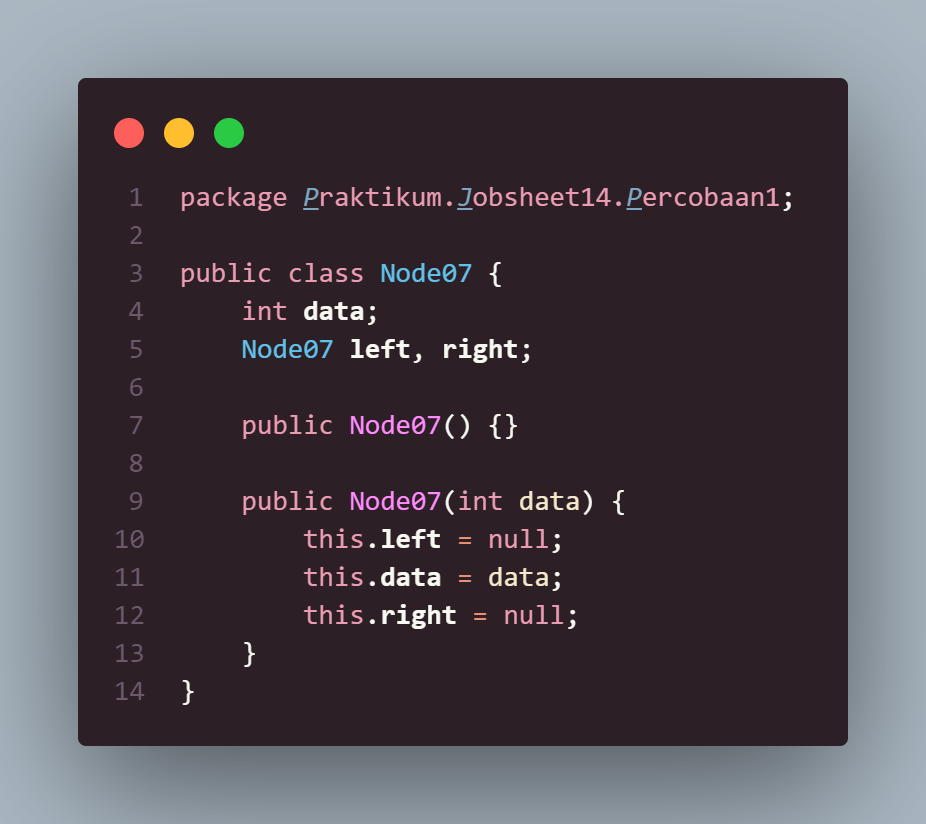 1 package Praktikum.Jobsheet14.Percobaan1;
2
3 public class Node07 {
4     int data;
5     Node07 left, right;
6
7     public Node07() {}
8
9     public Node07(int data) {
10         this.left = null;
11         this.data = data;
12         this.right = null;
13     }
14 }